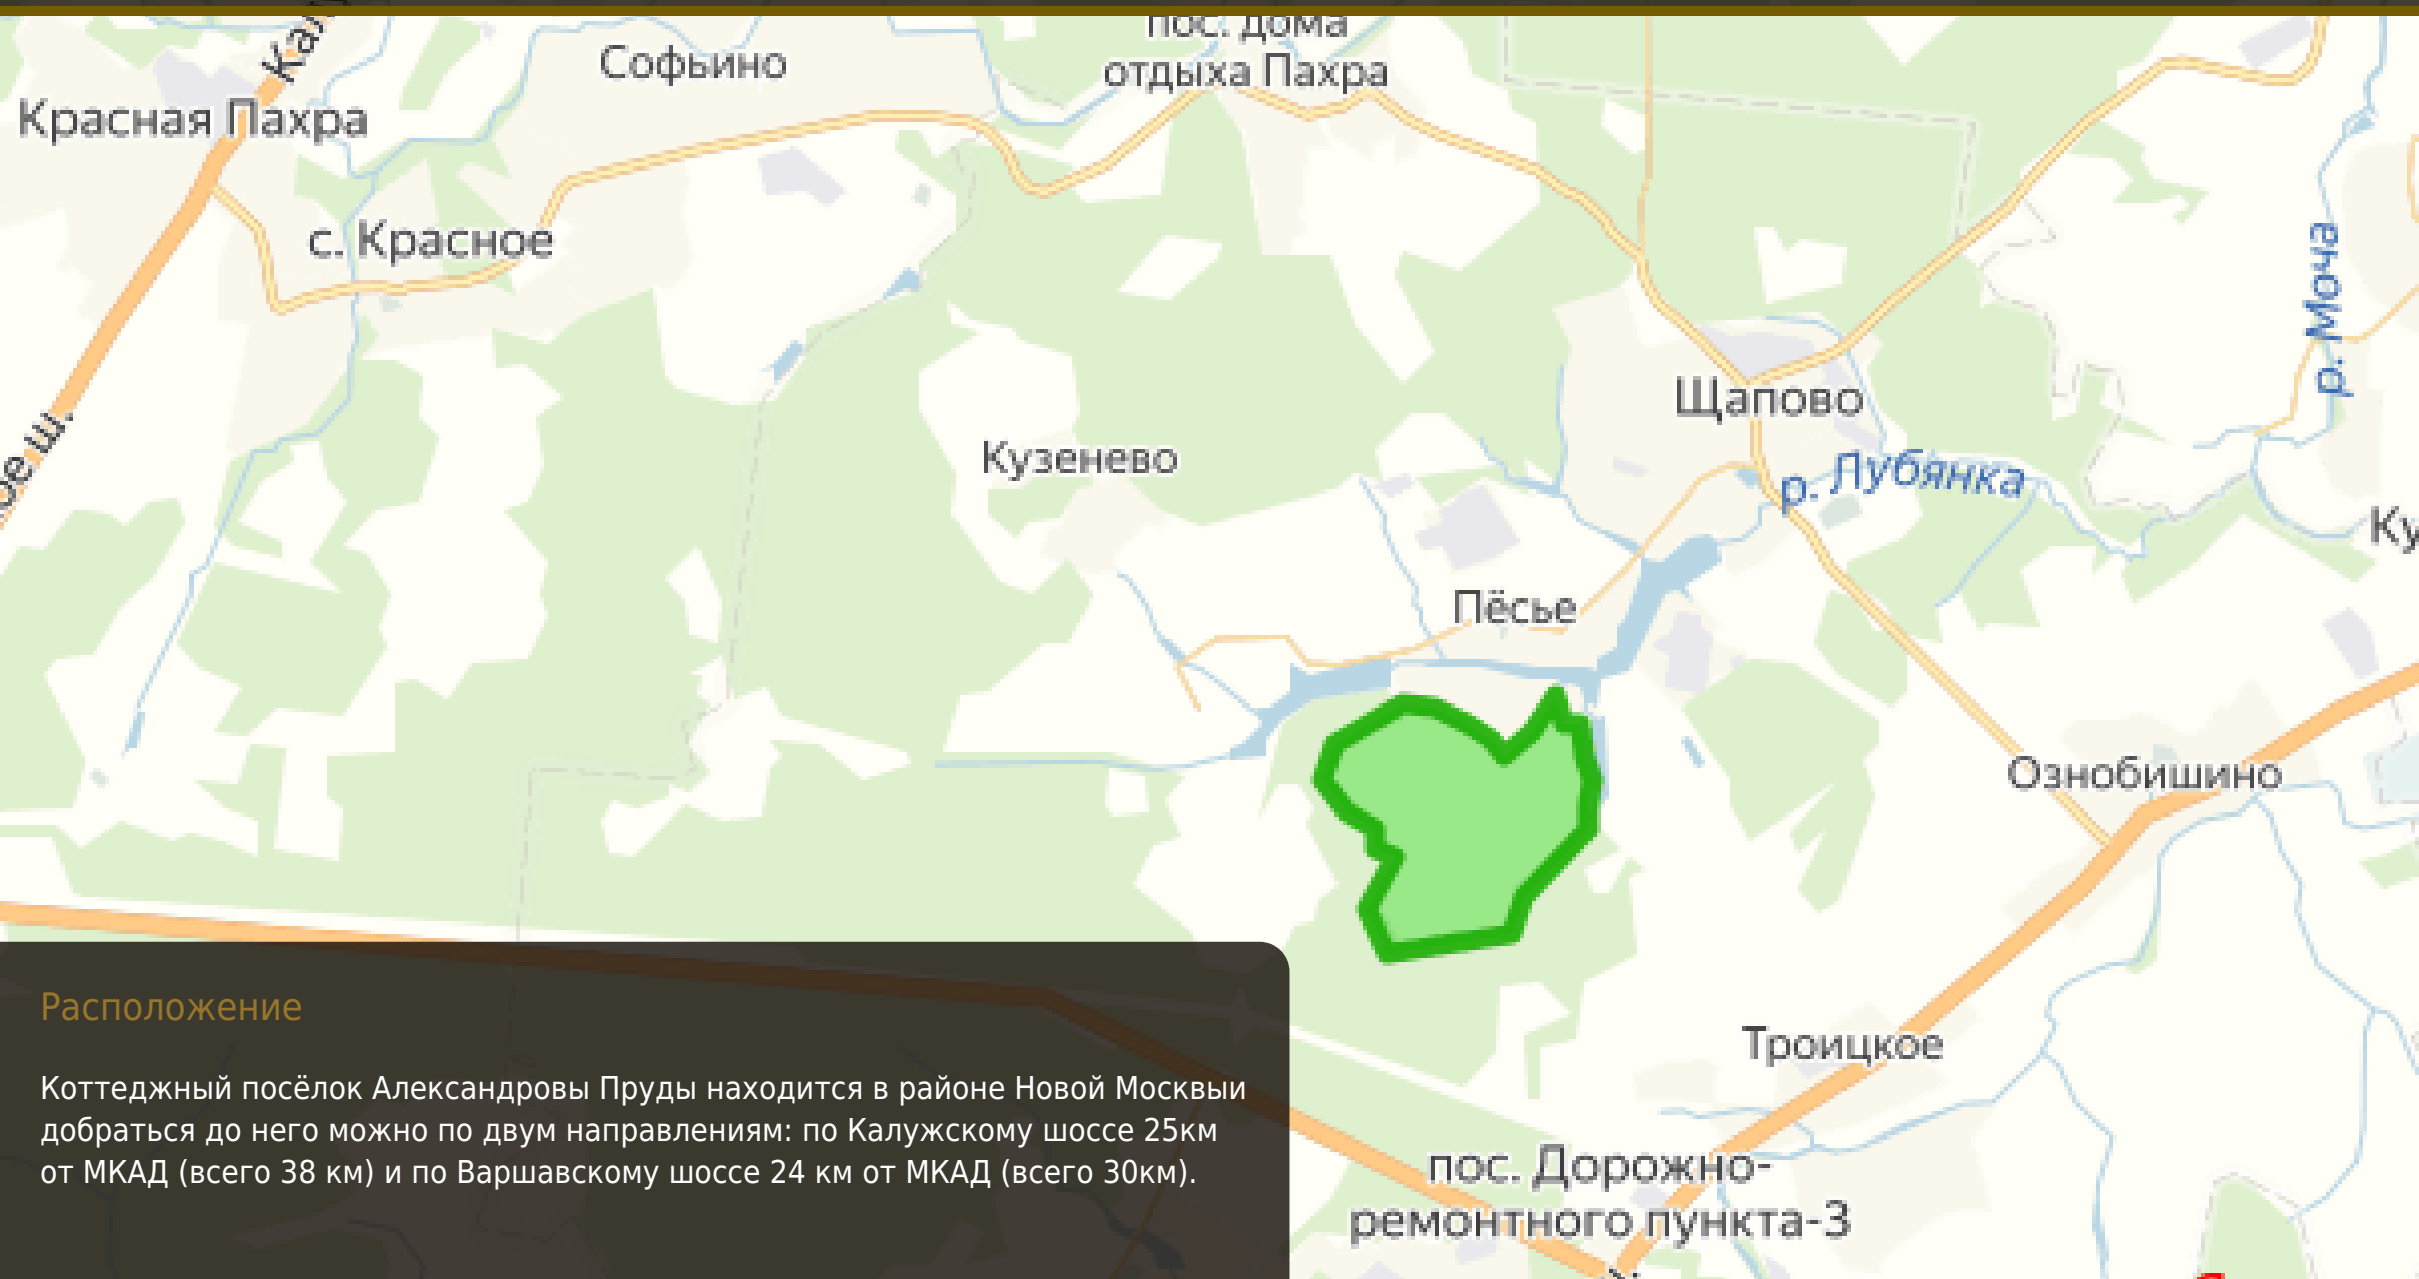 Софьино
пос. дома
отдыха Пахра
Красная Пахра
с. Красное
р. Моча
Щапово
Кузенево
р. Лубянка
Пёсье
Ознобишино
Троицкое
пос. Дорожно-
ремонтного пункта-3
Расположение
Коттеджный посёлок Александровы Пруды находится в районе Новой Москвыи
добраться до него можно по двум направлениям: по Калужскому шоссе 25км
от МКАД (всего 38 км) и по Варшавскому шоссе 24 км от МКАД (всего 30км).